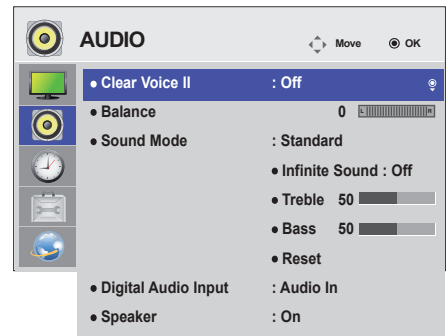 AUDIO Move OK
• Clear Voice II : Off
• Balance 0 L R
• Sound Mode : Standard
• Infinite Sound : Off
• Treble 50
• Bass 50
• Reset
• Digital Audio Input : Audio In
• Speaker : On